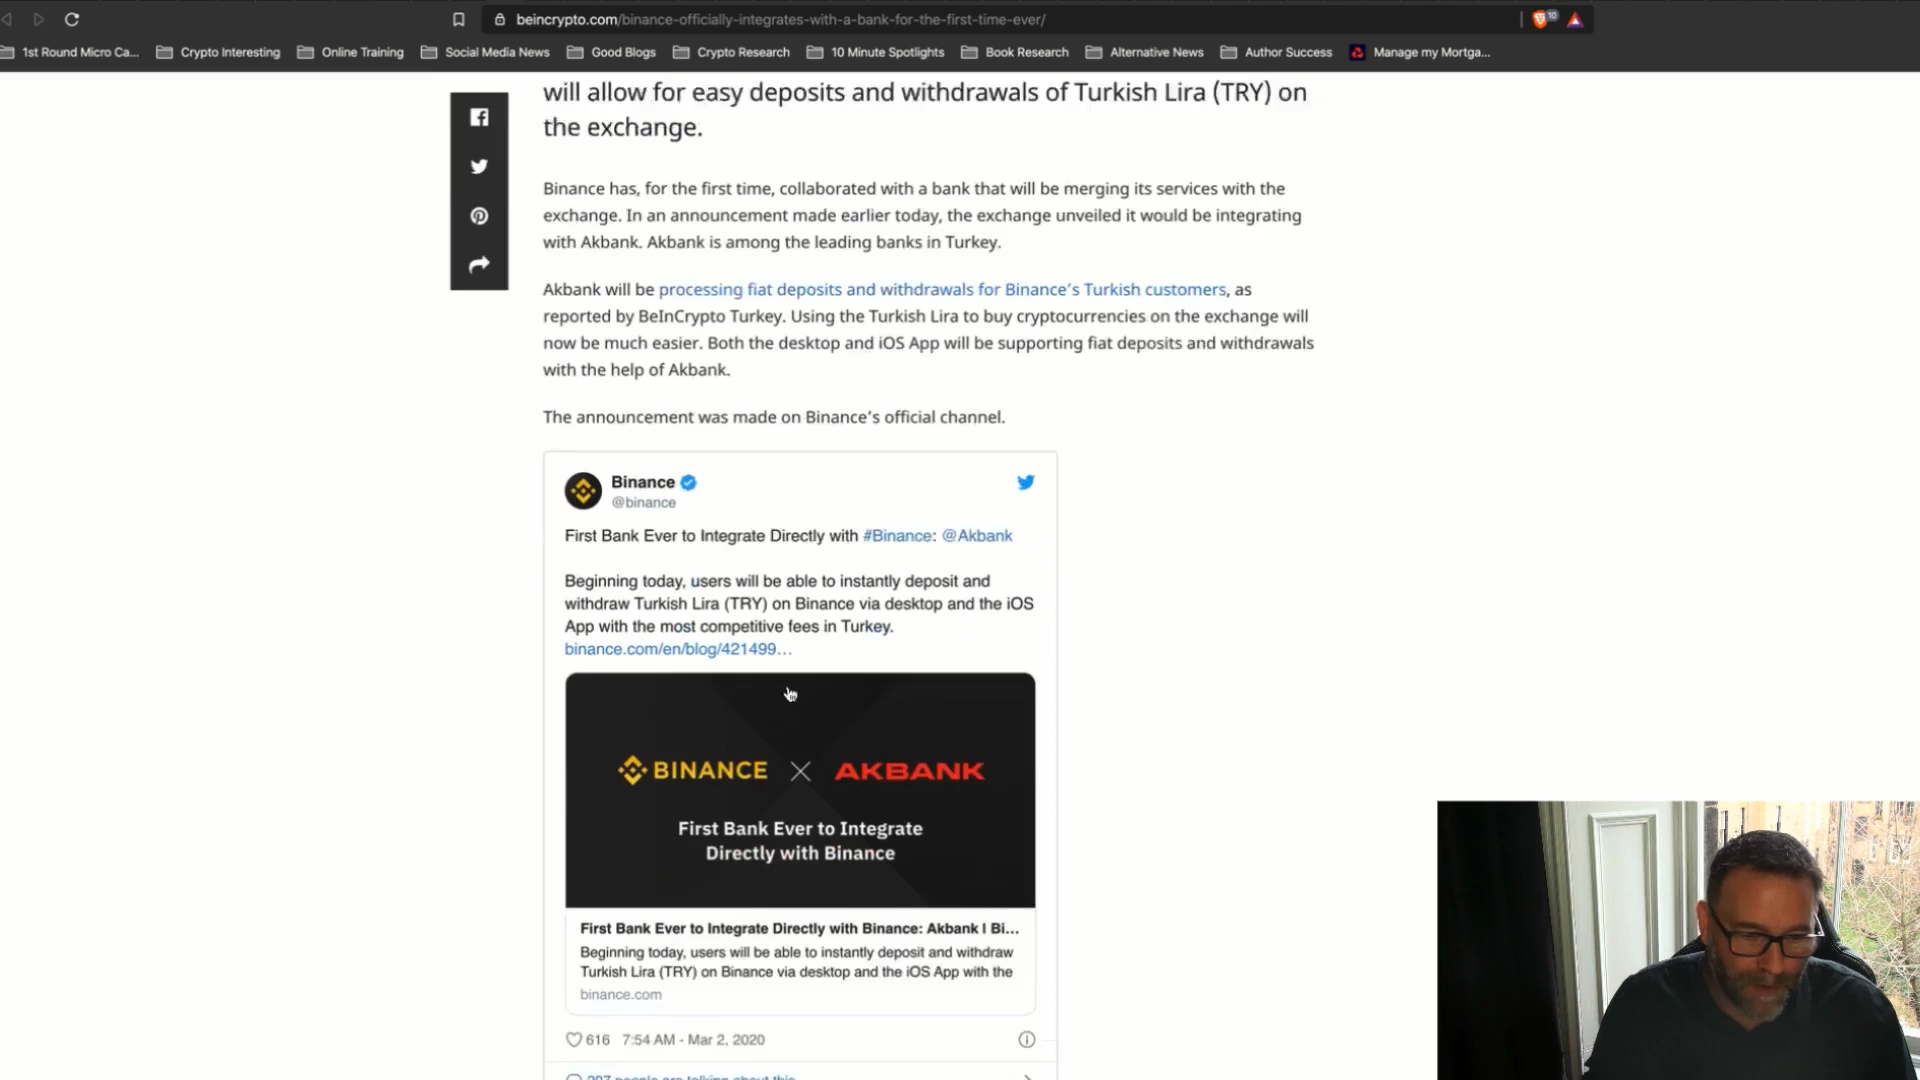 beincrypto.com/binance-officially-integrates-with-a-bank-for-the-first-time-ever/
10
1st Round Micro Ca... Crypto Interesting Online Training Social Media News Good Blogs Crypto Research 10 Minute Spotlights Book Research Alternative News Author Success Manage my Mortga...
will allow for easy deposits and withdrawals of Turkish Lira (TRY) on
the exchange.
Binance has, for the first time, collaborated with a bank that will be merging its services with the
exchange. In an announcement made earlier today, the exchange unveiled it would be integrating
with Akbank. Akbank is among the leading banks in Turkey.
Akbank will be processing fiat deposits and withdrawals for Binance's Turkish customers, as
reported by BeInCrypto Turkey. Using the Turkish Lira to buy cryptocurrencies on the exchange will
now be much easier. Both the desktop and iOS App will be supporting fiat deposits and withdrawals
with the help of Akbank.
The announcement was made on Binance's official channel.
Binance
@binance
First Bank Ever to Integrate Directly with #Binance: @Akbank
Beginning today, users will be able to instantly deposit and
withdraw Turkish Lira (TRY) on Binance via desktop and the iOS
App with the most competitive fees in Turkey.
binance.com/en/blog/421499...
BINANCE X AKBANK
First Bank Ever to Integrate
Directly with Binance
First Bank Ever to Integrate Directly with Binance: Akbank | Bi...
Beginning today, users will be able to instantly deposit and withdraw
Turkish Lira (TRY) on Binance via desktop and the iOS App with the
binance.com
616 7:54 AM - Mar 2, 2020
297 people are talking about this